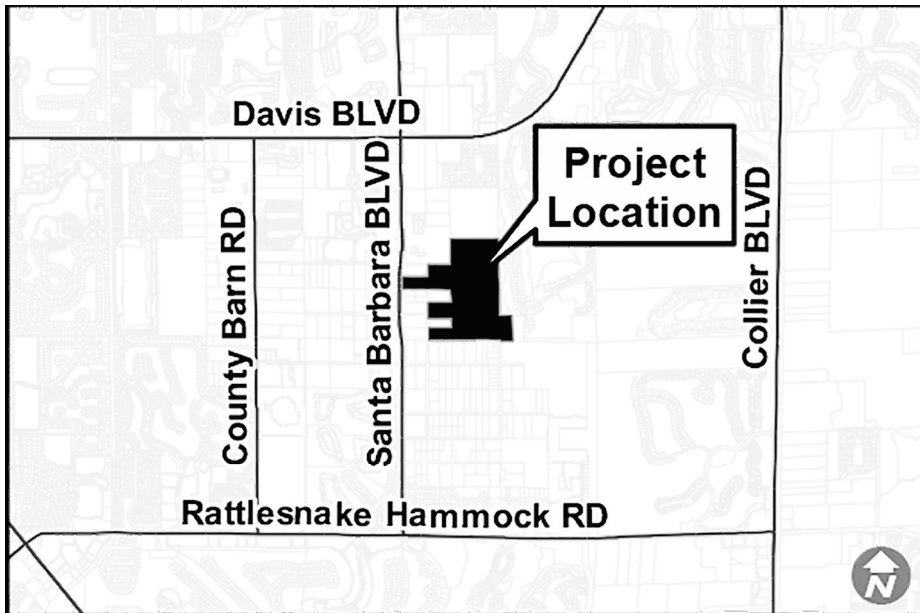 Davis BLVD
Project
Location
County Barn RD
Santa Barbara BLVD
Collier BLVD
Rattlesnake Hammock RD
N